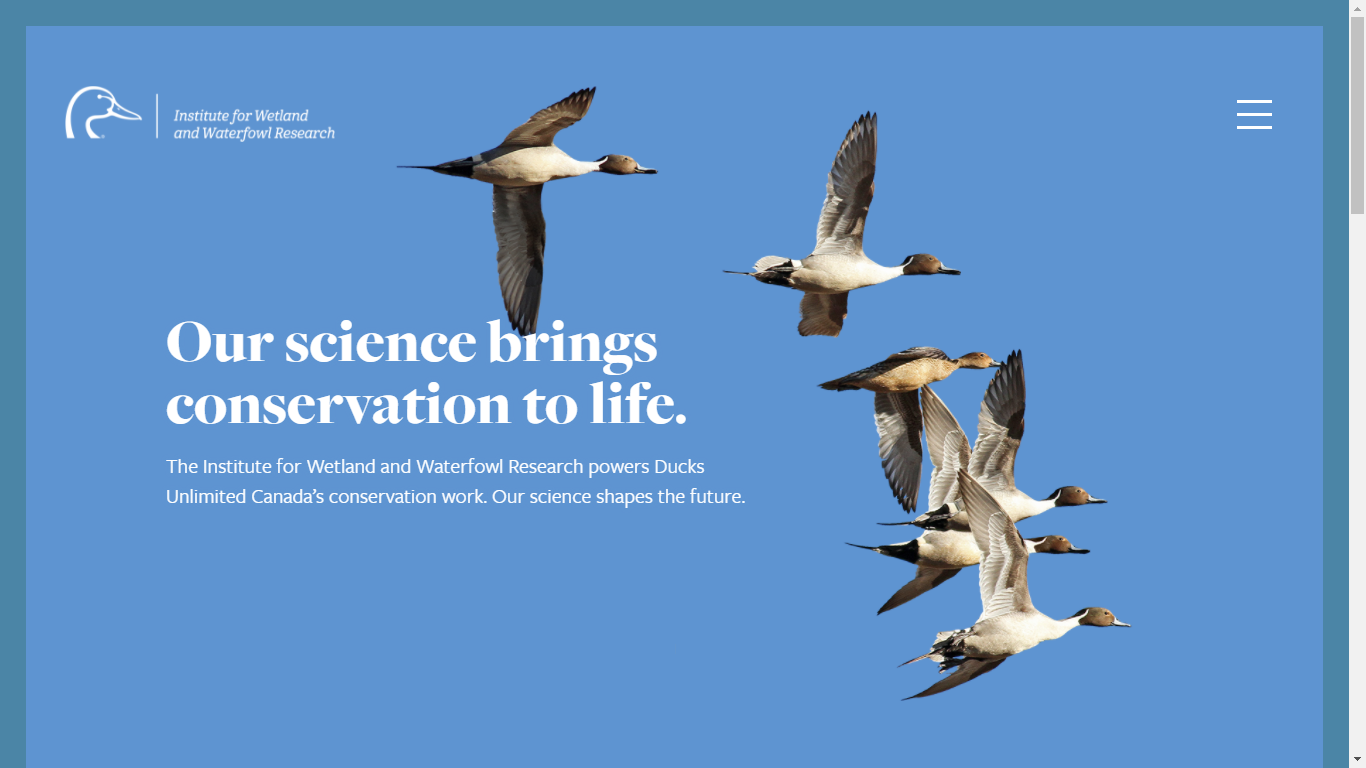 Institute for Wetland
and Waterfowl Research
Our science brings
conservation to life.
The Institute for Wetland and Waterfowl Research powers Ducks
Unlimited Canada’s conservation work. Our science shapes the future.